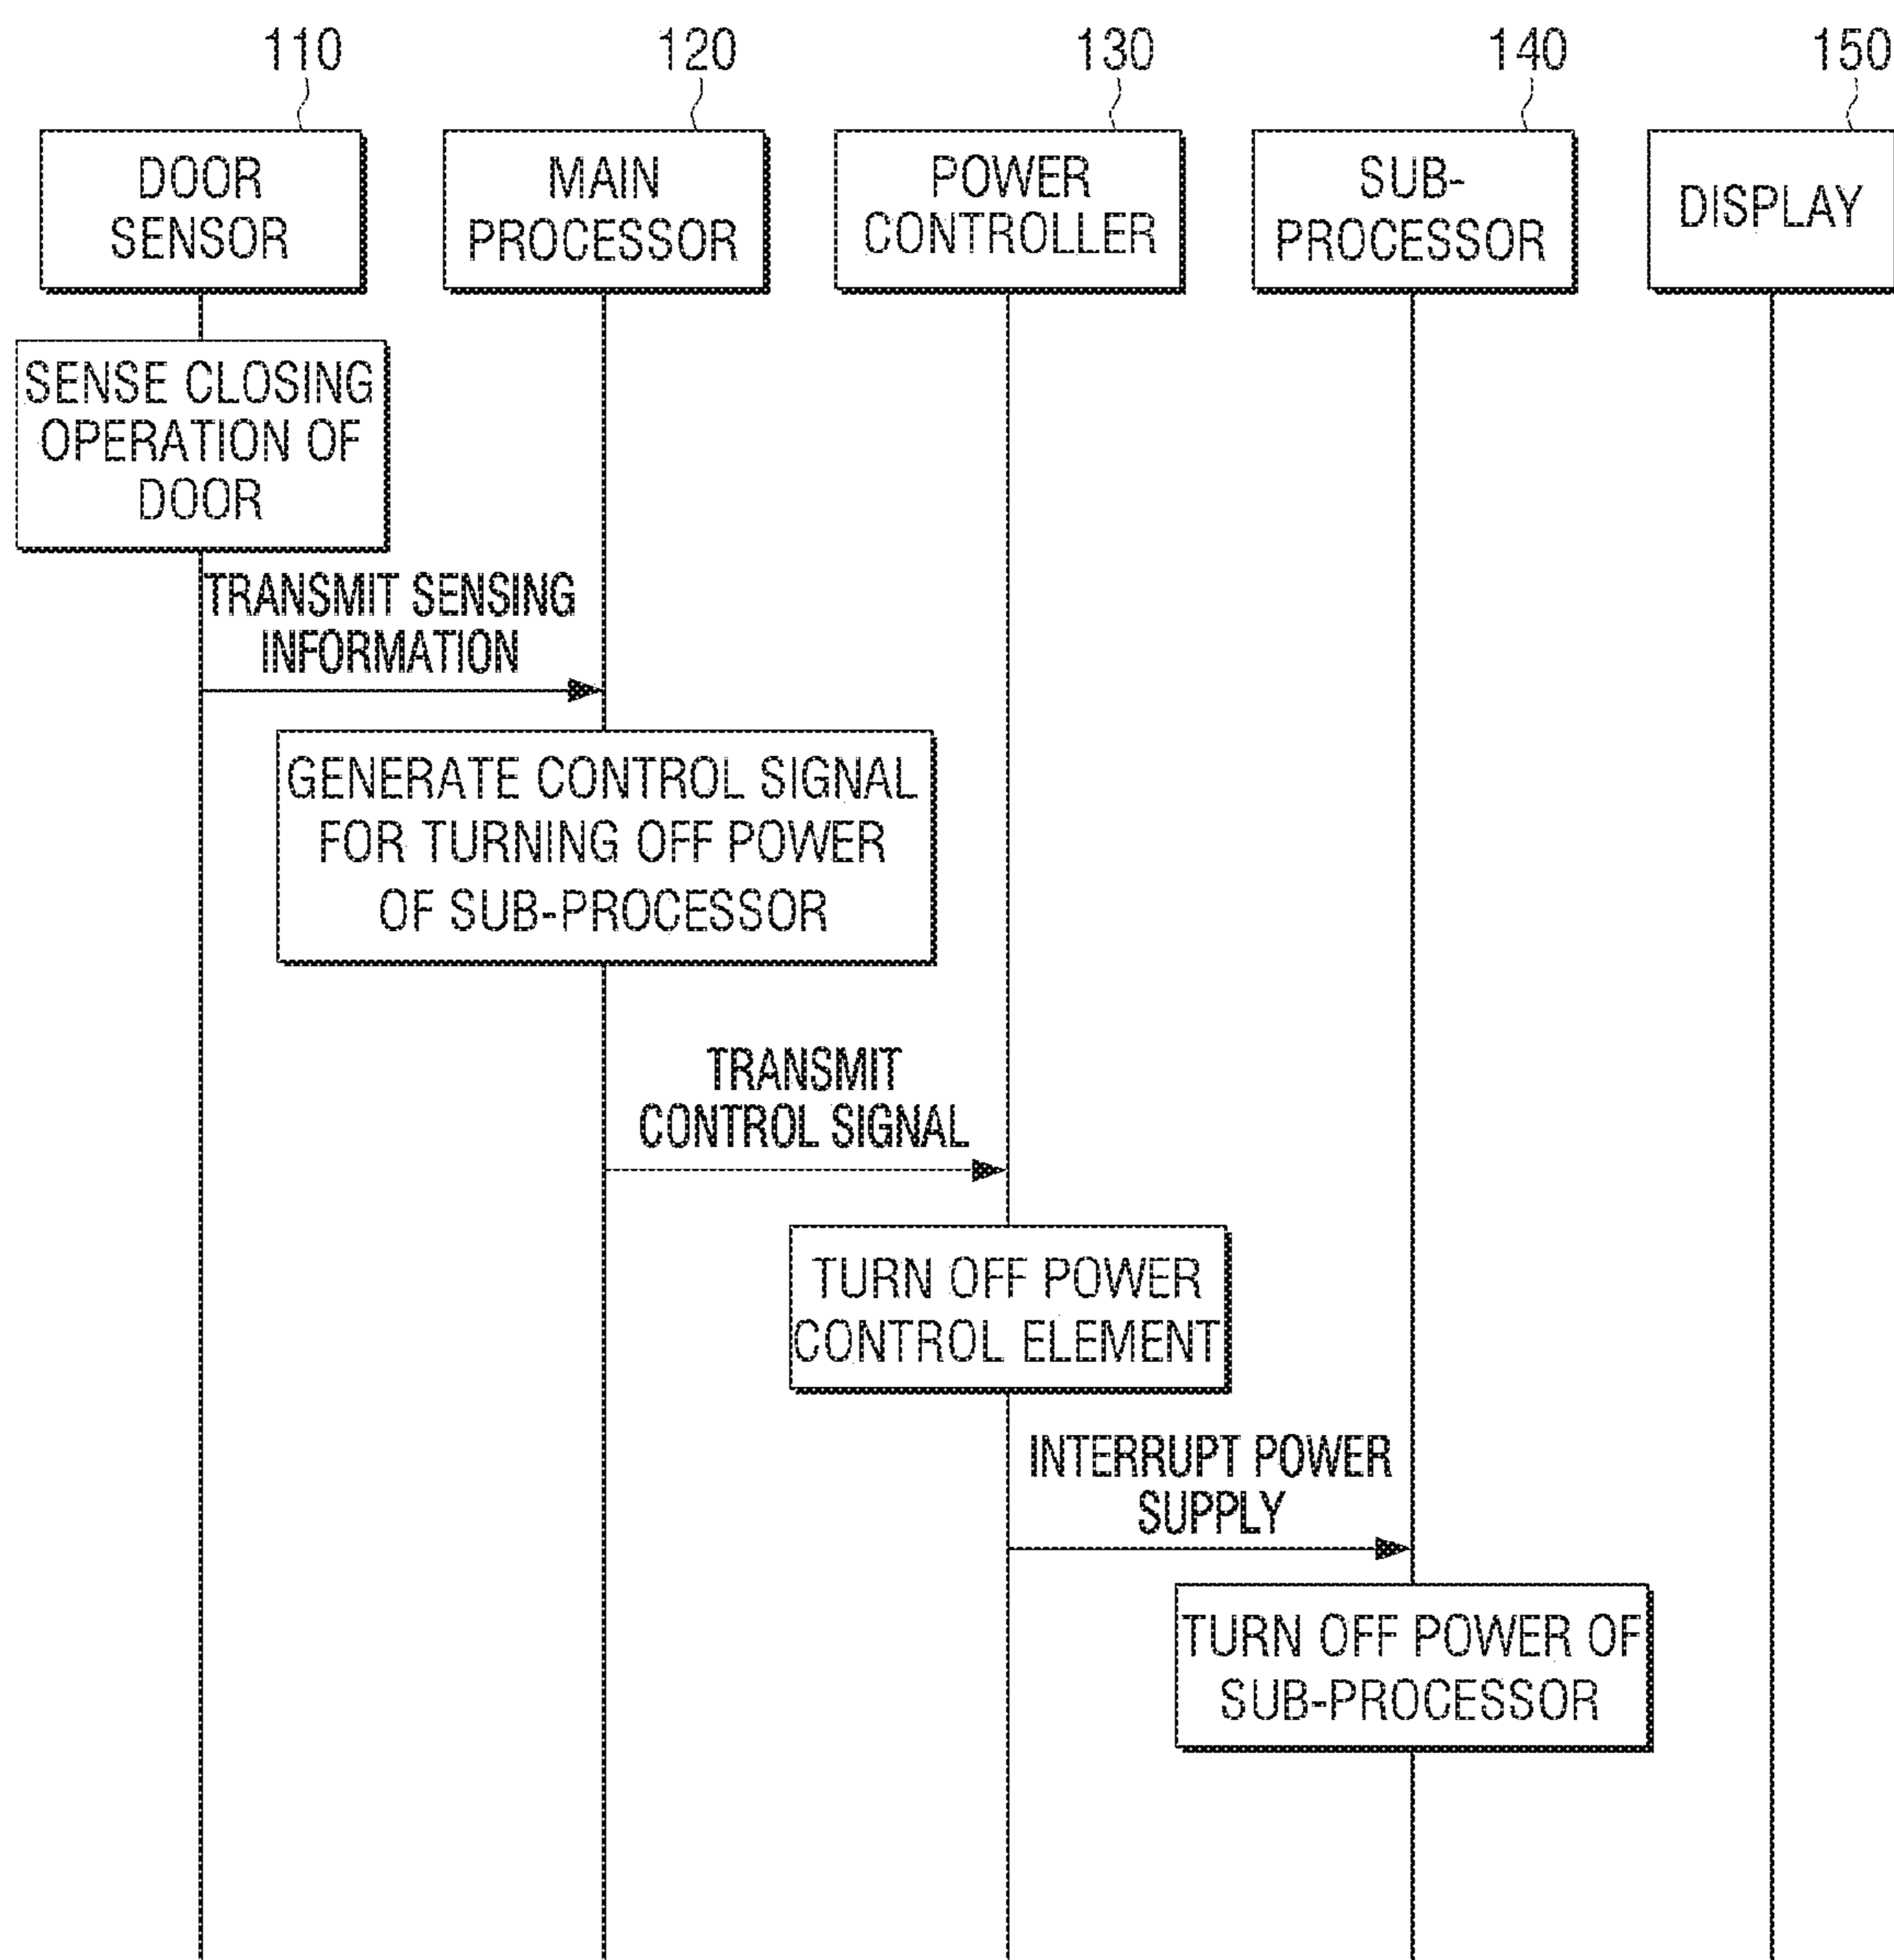 110
120
130
140
150
DOOR
SENSOR
MAIN
PROCESSOR
POWER
CONTROLLER
SUB-
PROCESSOR
DISPLAY
SENSE CLOSING
OPERATION OF
DOOR
TRANSMIT SENSING
INFORMATION
GENERATE CONTROL SIGNAL
FOR TURNING OFF POWER
OF SUB-PROCESSOR
TRANSMIT
CONTROL SIGNAL
TURN OFF POWER
CONTROL ELEMENT
INTERRUPT POWER
SUPPLY
TURN OFF POWER OF
SUB-PROCESSOR